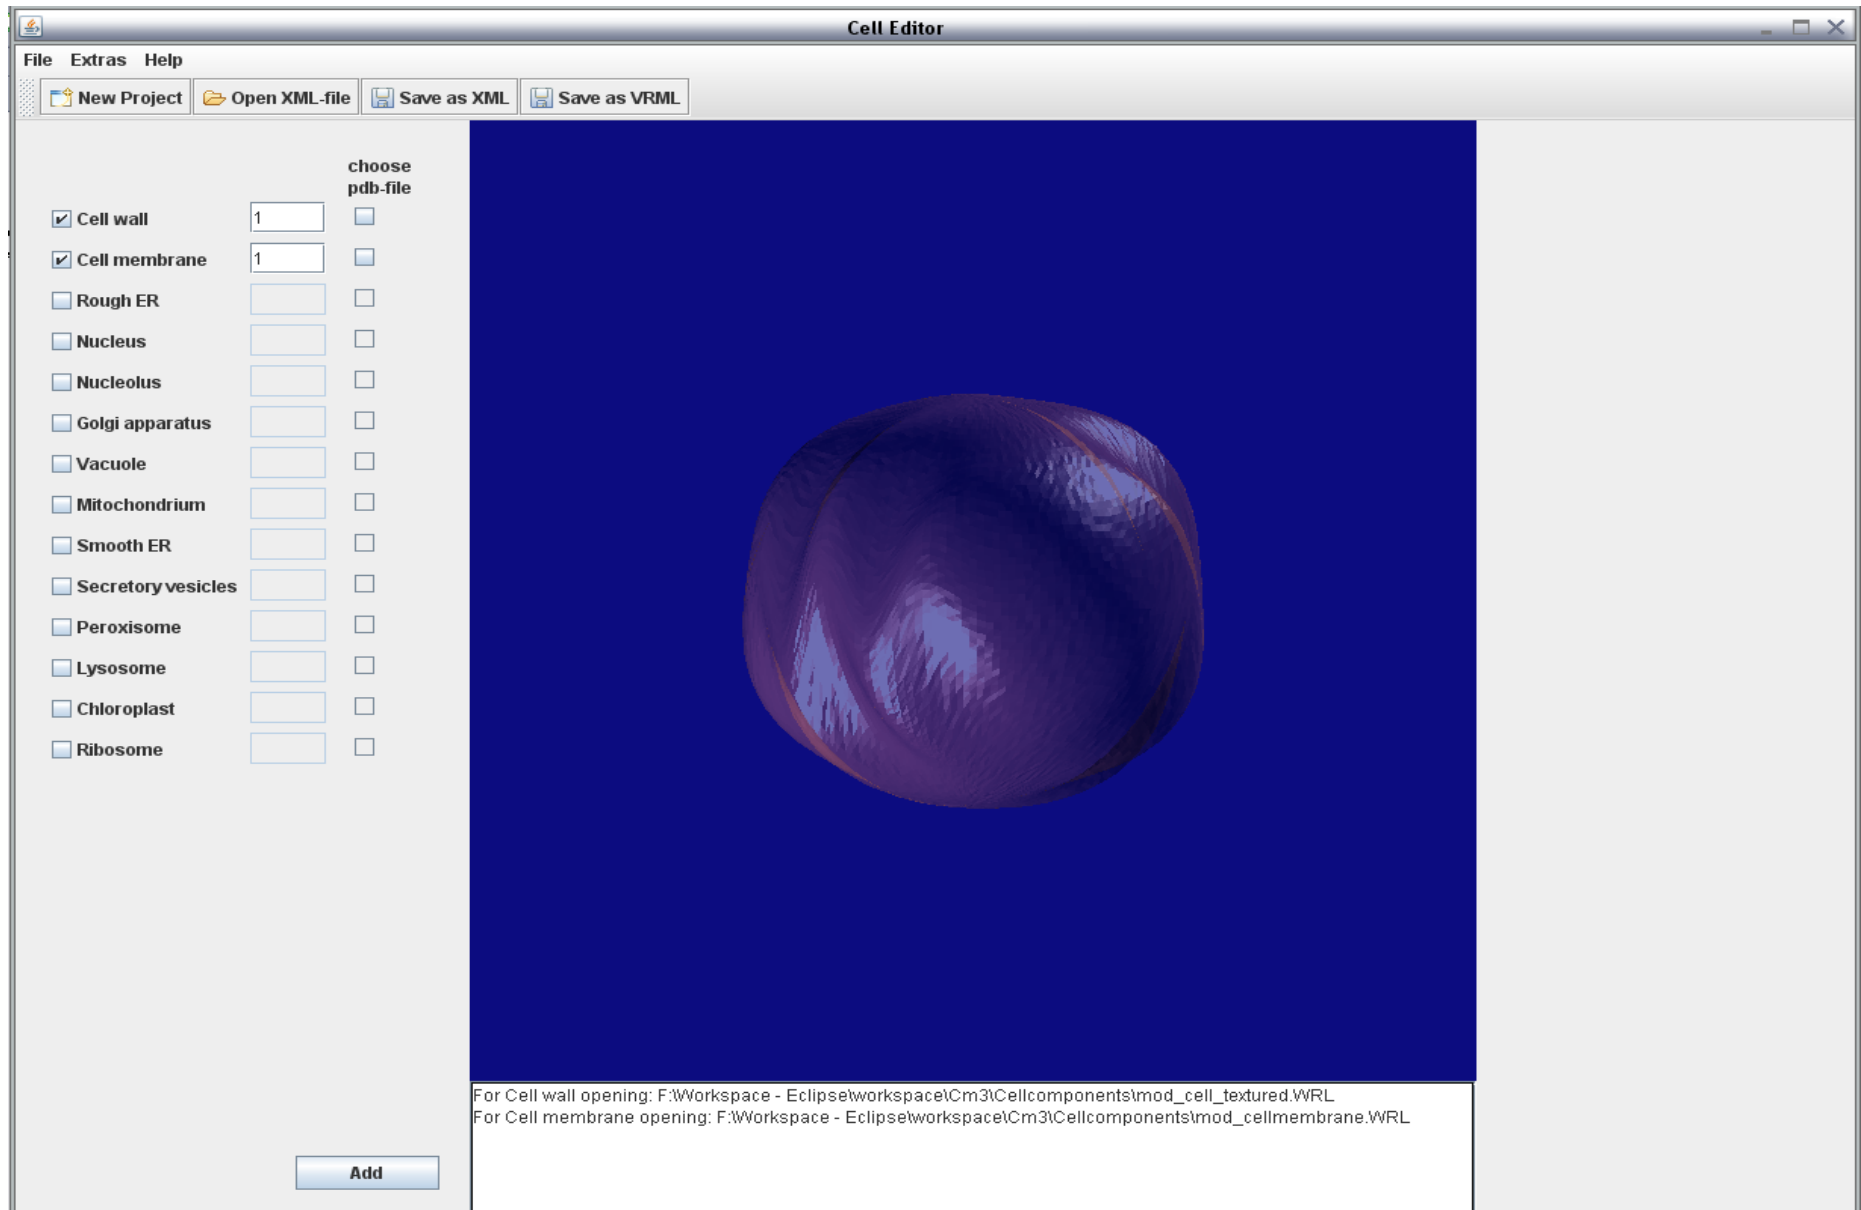 Cell Editor
File Extras Help
New Project Open XML-file Save as XML Save as VRML
choose
pdb-file
Cell wall 1
Cell membrane 1
Rough ER
Nucleus
Nucleolus
Golgi apparatus
Vacuole
Mitochondrium
Smooth ER
Secretory vesicles
Peroxisome
Lysosome
Chloroplast
Ribosome
For Cell wall opening: F:\Workspace - Eclipse\workspace\Cm3\Cellcomponents\mod_cell_textured.WRL
For Cell membrane opening: F:\Workspace - Eclipse\workspace\Cm3\Cellcomponents\mod_cellmembrane.WRL
Add